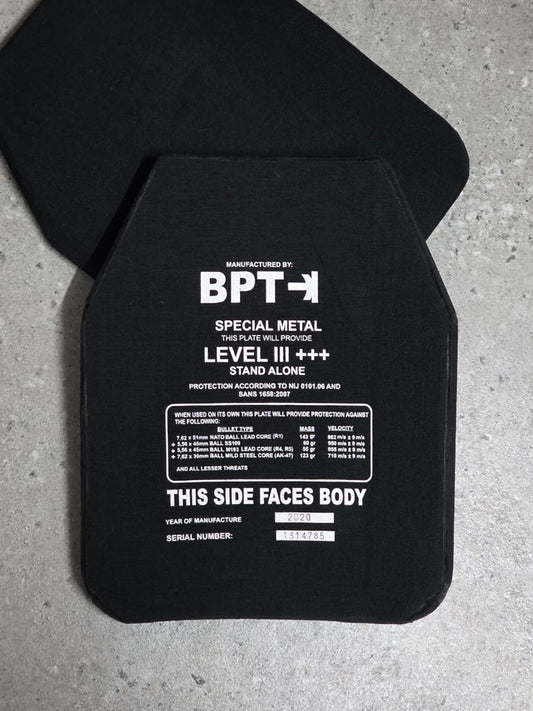 MANUFACTURED BY:
BPT
SPECIAL METAL
THIS PLATE WILL PROVIDE
LEVEL III +++
STAND ALONE
PROTECTION ACCORDING TO NIJ 0101.06 AND
SANS 1658:2007
WHEN USED ON ITS OWN THIS PLATE WILL PROVIDE PROTECTION AGAINST
THE FOLLOWING:
BULLET TYPE MASS VELOCITY
7,62 x 51mm NATO BALL LEAD CORE (R1) 143 gr 862 m/s ± 9 m/s
+ 5,56 x 45mm BALL SS109 69 gr 950 m/s ± 9 m/s
+ 5,56 x 45mm BALL M193 LEAD CORE (R4, R5) 55 gr 955 m/s ± 9 m/s
+ 7,62 x 39mm BALL MILD STEEL CORE (AK-47) 123 gr 710 m/s ± 9 m/s
AND ALL LESSER THREATS
THIS SIDE FACES BODY
YEAR OF MANUFACTURE 2020
SERIAL NUMBER: 1314785